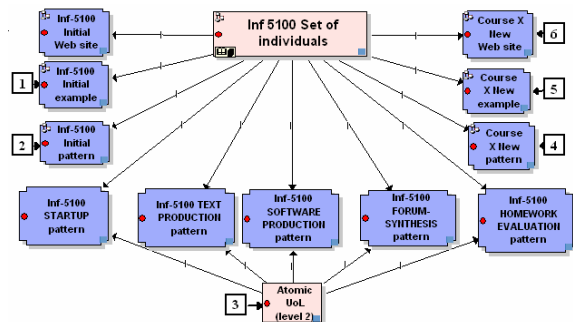 Inf-5100
Initial
Web site
Inf 5100 Set of
individuals
Course X
New
Web site
6
1
Inf-5100
Initial
example
Course
X New
example
5
2
Inf-5100
Initial
pattern
Course
X New
pattern
4
Inf-5100
STARTUP
pattern
Inf-5100 TEXT
PRODUCTION
pattern
Inf-5100
SOFTWARE
PRODUCTION
pattern
Inf-5100
FORUM-
SYNTHESIS
pattern
Inf-5100
HOMEWORK
EVALUATION
pattern
3
Atomic
UoL
(level 2)